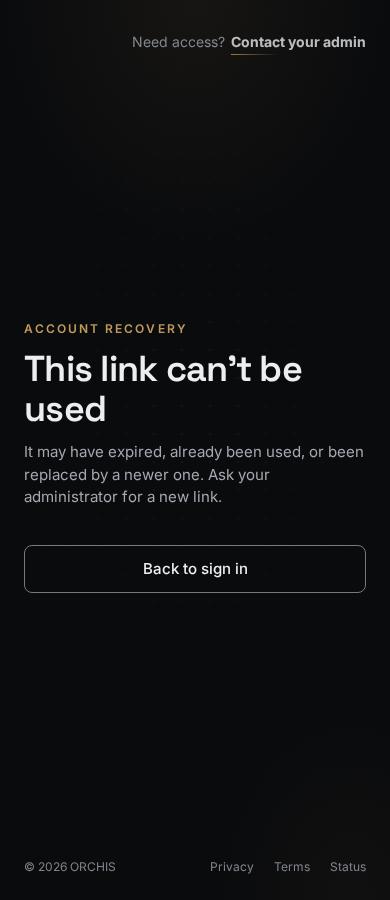 Need access? Contact your admin
ACCOUNT RECOVERY
This link can’t be
used
It may have expired, already been used, or been
replaced by a newer one. Ask your
administrator for a new link.
Back to sign in
© 2026 ORCHIS Privacy Terms Status